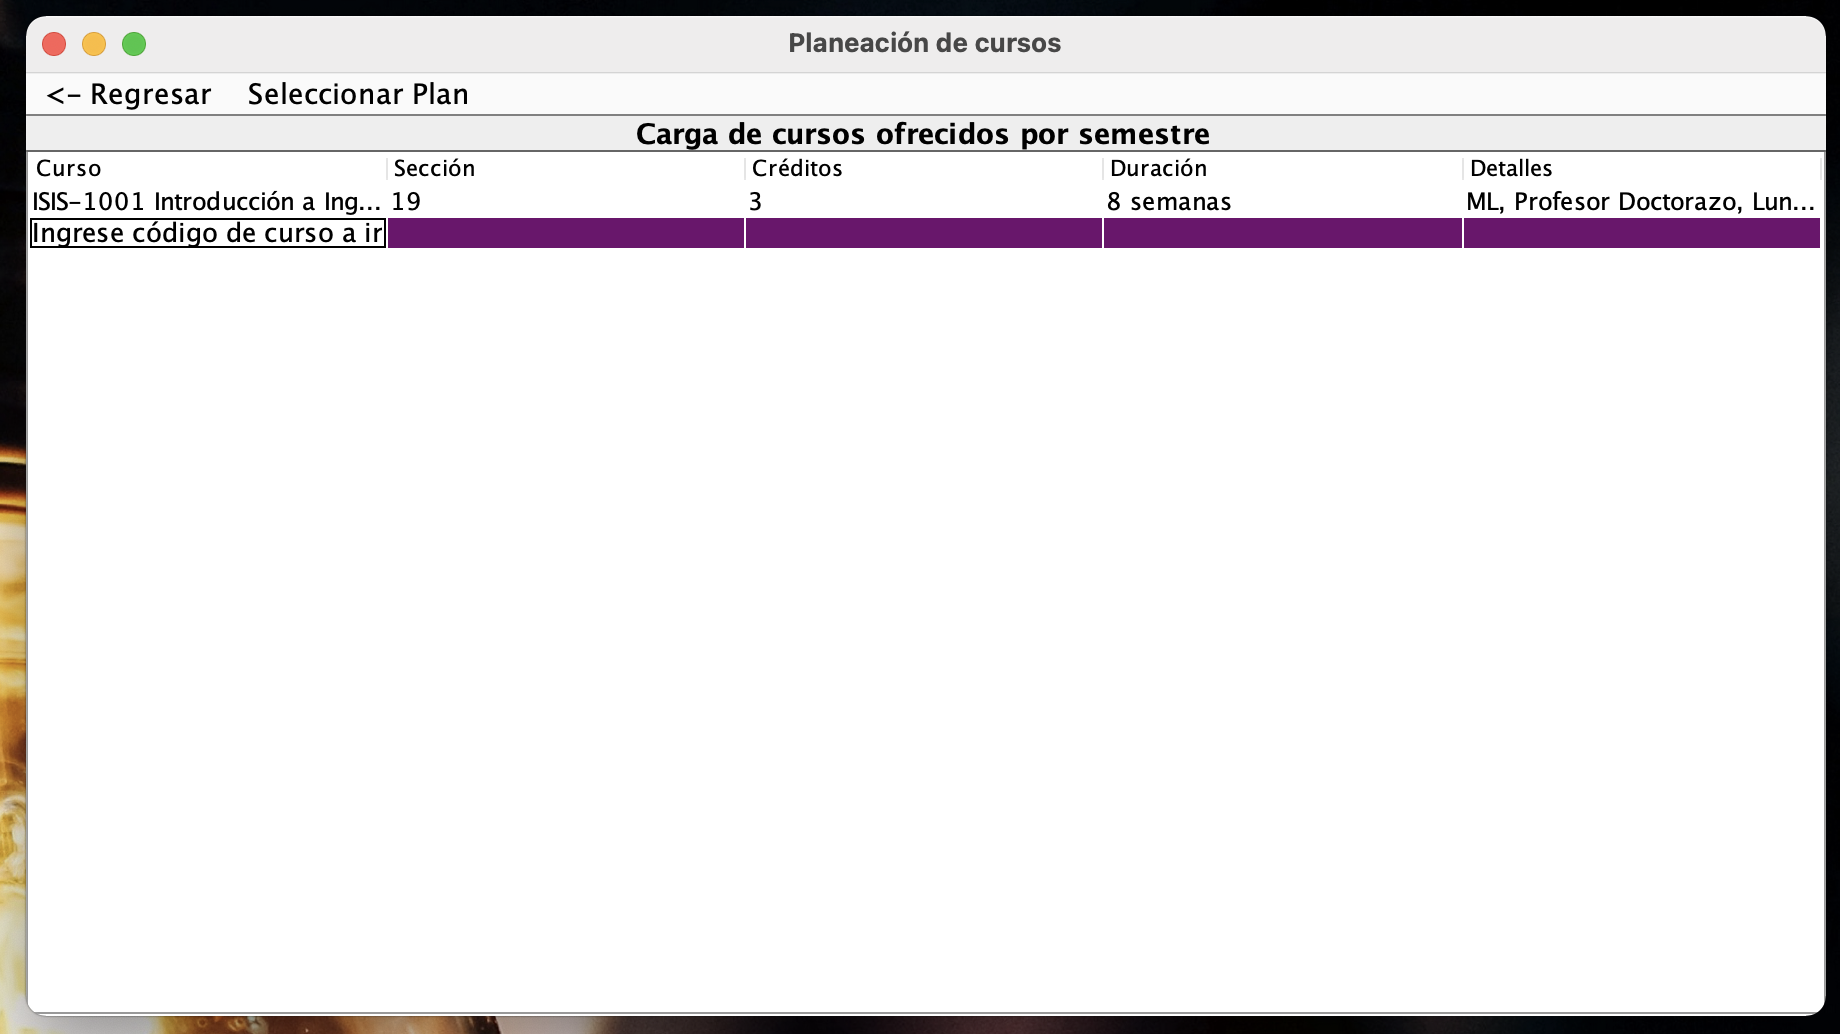 Planeación de cursos
<- Regresar Seleccionar Plan
Carga de cursos ofrecidos por semestre
Curso Sección Créditos Duración Detalles
ISIS-1001 Introducción a Ing... 19 3 8 semanas ML, Profesor Doctorazo, Lun...
Ingrese código de curso a ir